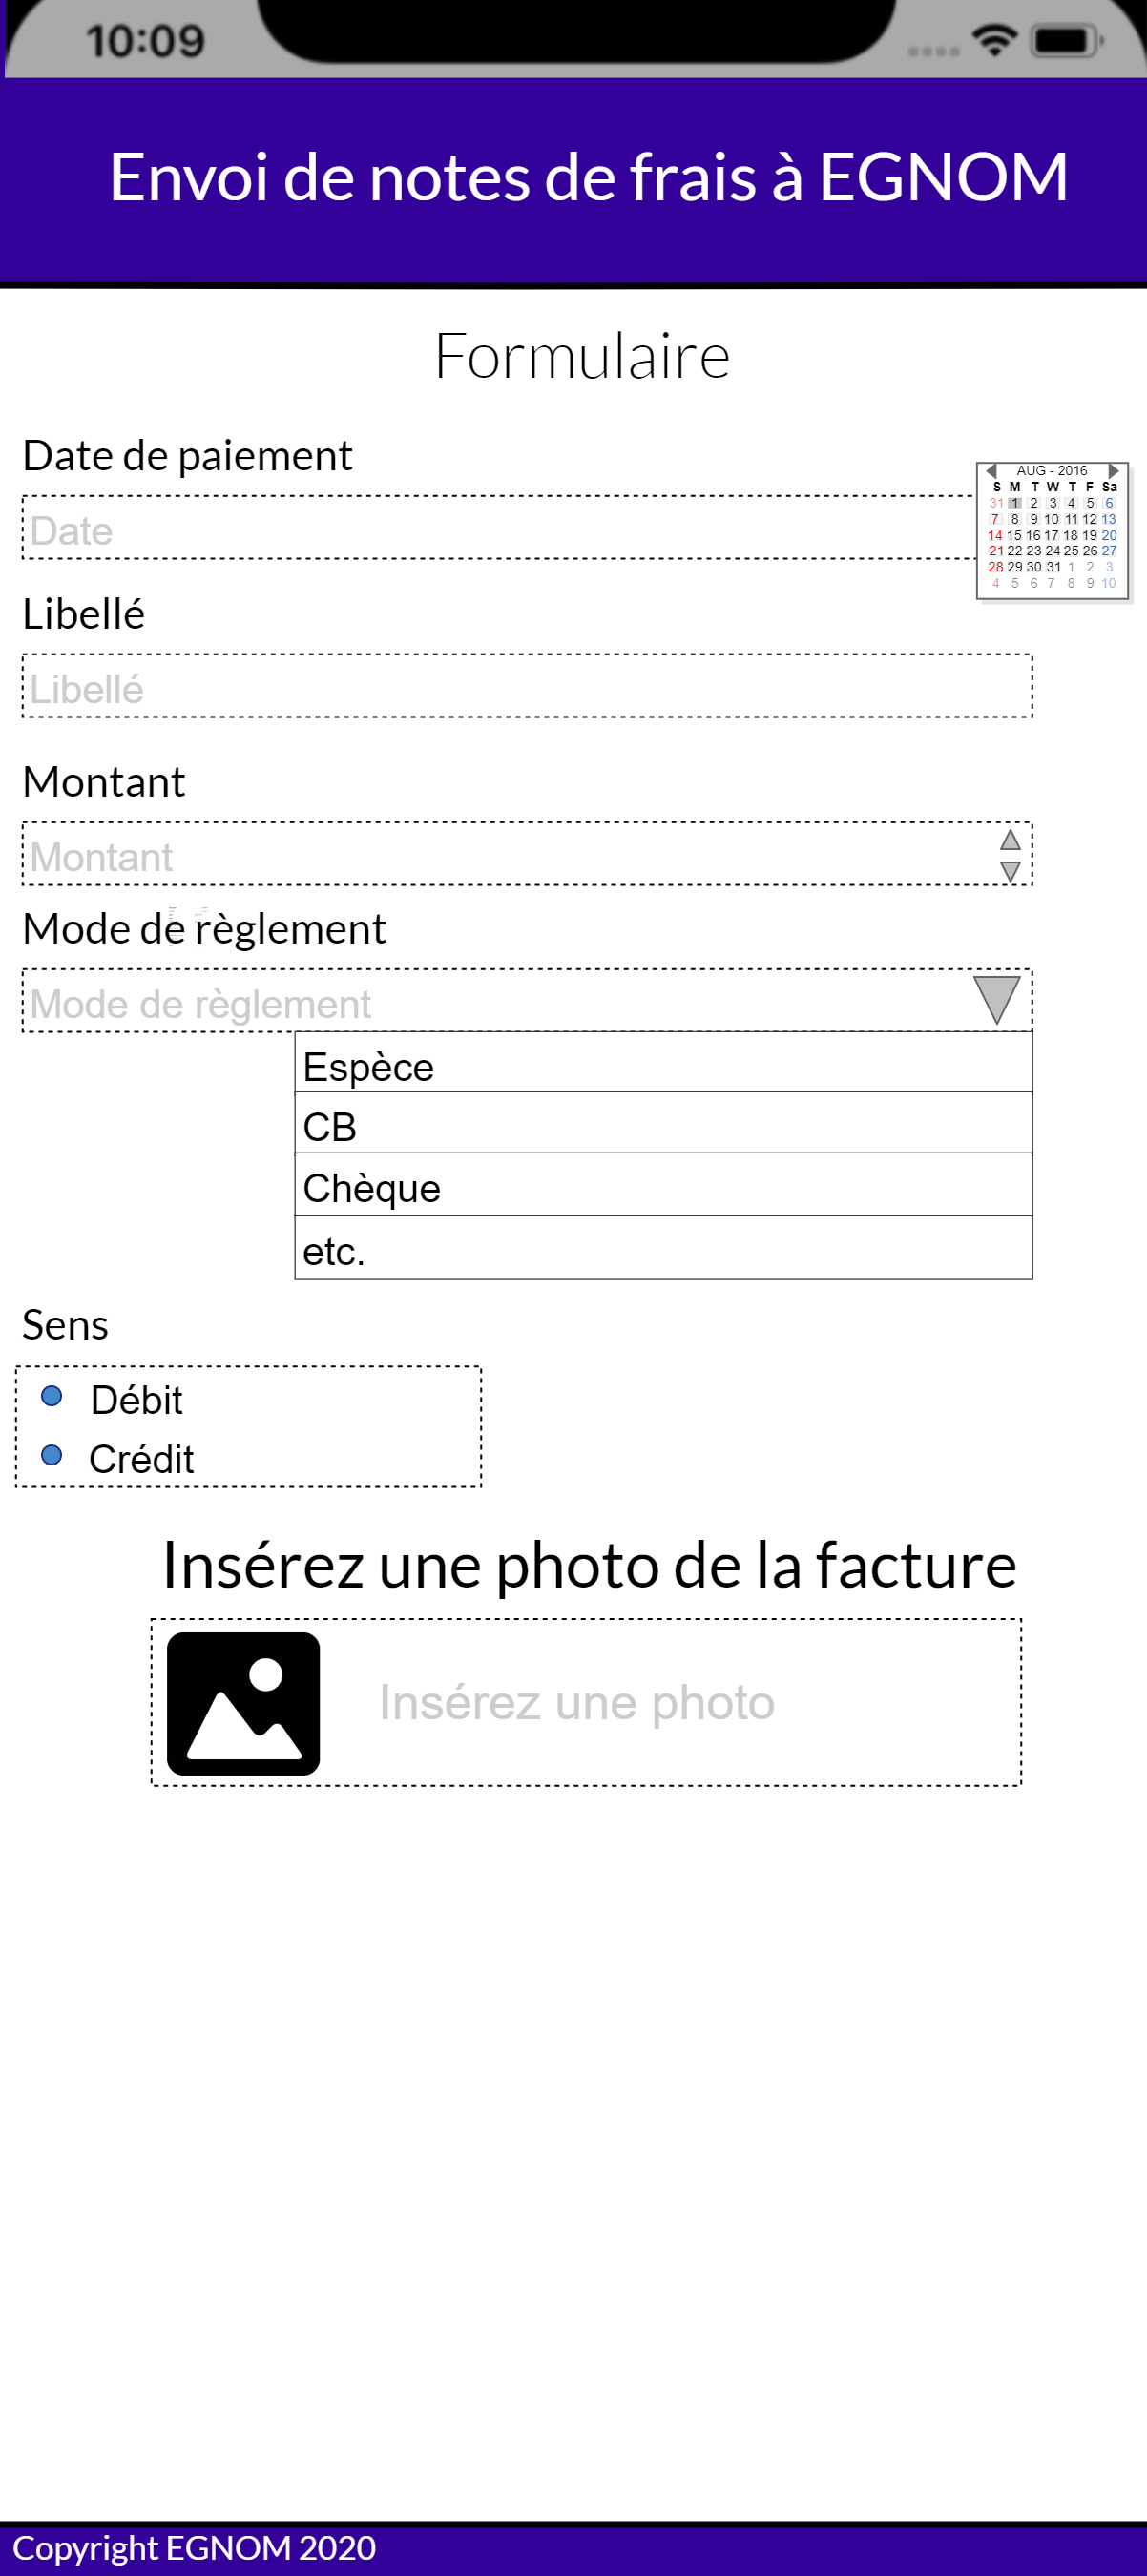 10:09
Envoi de notes de frais à EGNOM
Formulaire
Date de paiement
Date
AUG - 2016
S M T W T F Sa
31 1 2 3 4 5 6
7 8 9 10 11 12 13
14 15 16 17 18 19 20
21 22 23 24 25 26 27
28 29 30 31 1 2 3
4 5 6 7 8 9 10
Libellé
Libellé
Montant
Montant
Mode de règlement
Mode de règlement
Espèce
CB
Chèque
etc.
Sens
Débit
Crédit
Insérez une photo de la facture
Insérez une photo
Copyright EGNOM 2020